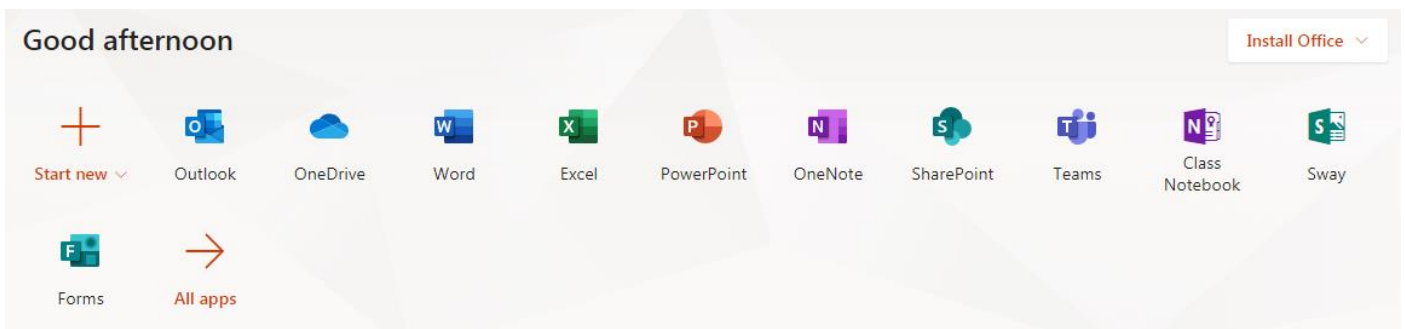 Good afternoon
Install Office
Start new
Outlook
OneDrive
Word
Excel
PowerPoint
OneNote
SharePoint
Teams
Class
Notebook
Sway
Forms
All apps